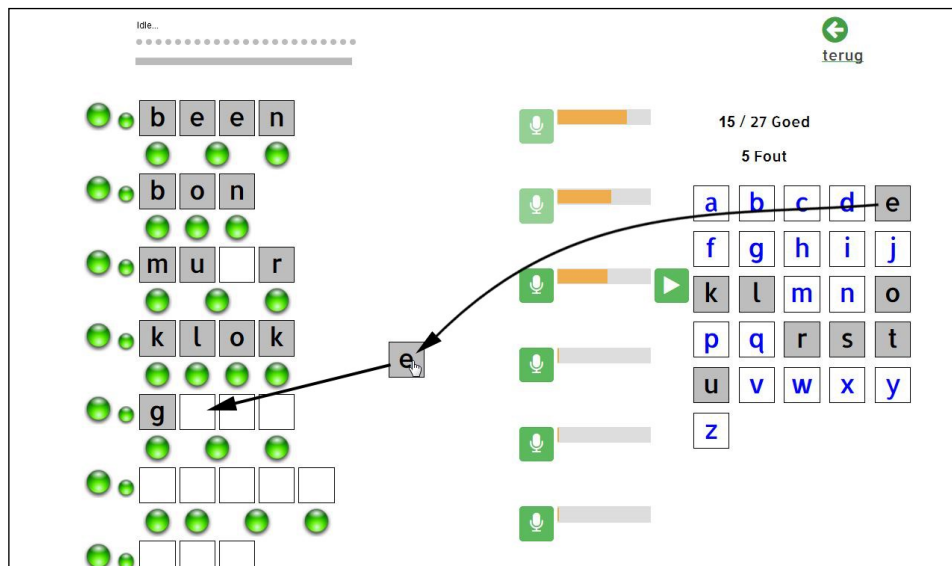 Idle...
terug
b e e n
b o n
m u r
k l o k
g
e
15 / 27 Goed
5 Fout
a b c d e
f g h i j
k l m n o
p q r s t
u v w x y
z